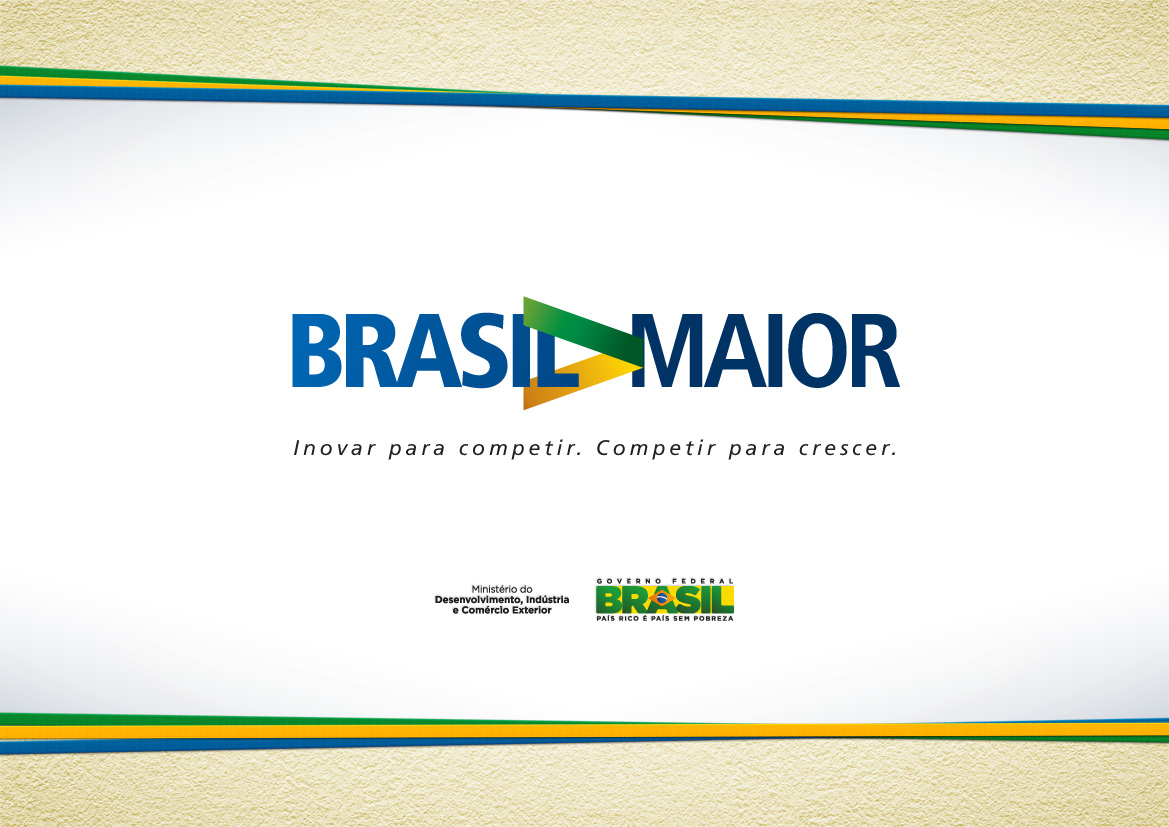 BRASIL MAIOR
Inovar para competir. Competir para crescer.
Ministério do
Desenvolvimento, Indústria
e Comércio Exterior
GOVERNO FEDERAL
BRASIL
PAÍS RICO É PAÍS SEM POBREZA